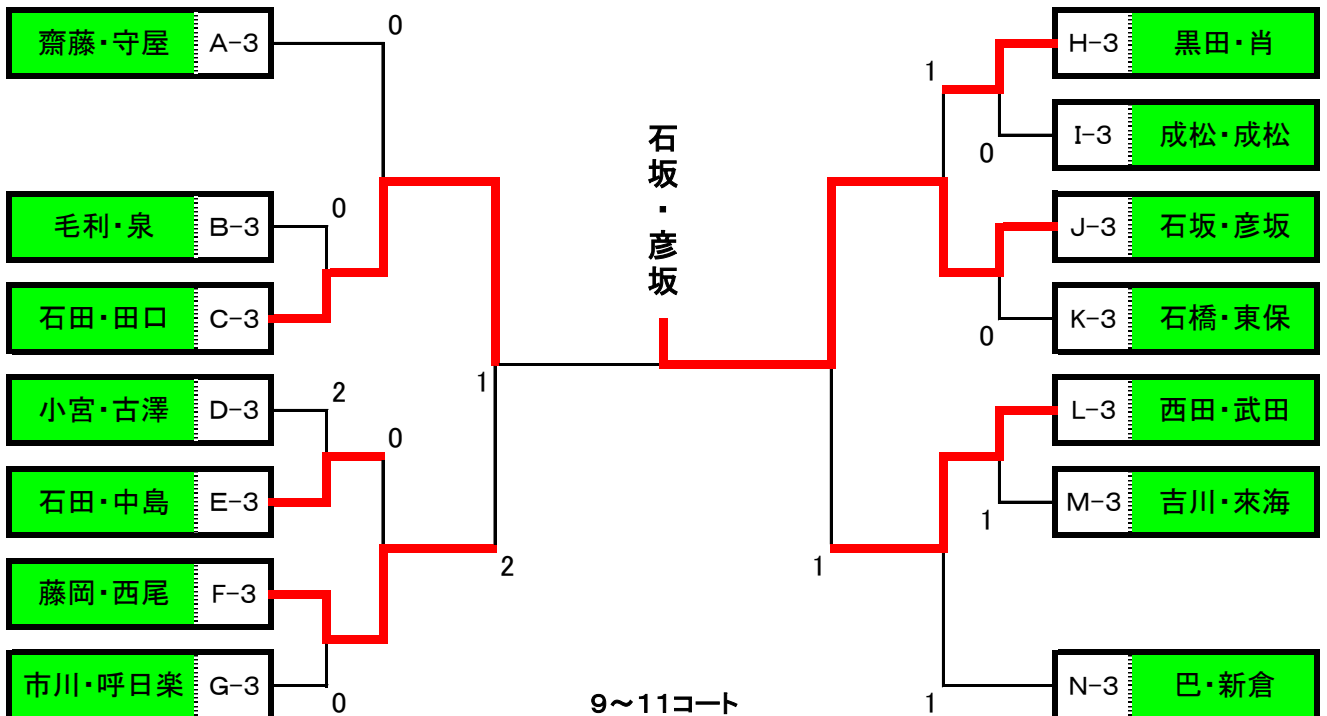 齋藤・守屋 A-3
0
毛利・泉 B-3
0
石田・田口 C-3
小宮・古澤 D-3
2
0
石田・中島 E-3
藤岡・西尾 F-3
市川・呼日楽 G-3
0
1
2
石坂・彦坂
9～11コート
1
H-3 黒田・肖
I-3 成松・成松
0
J-3 石坂・彦坂
K-3 石橋・東保
0
L-3 西田・武田
M-3 吉川・來海
1
1
N-3 巴・新倉
1